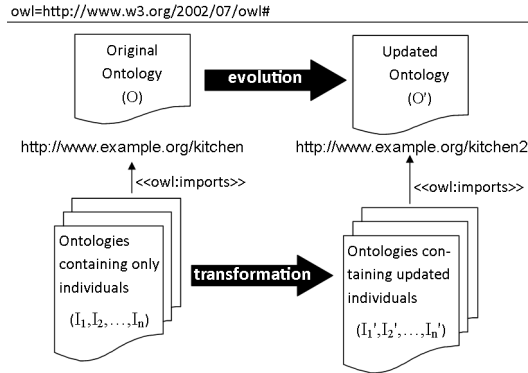 owl=http://www.w3.org/2002/07/owl#
Original
Ontology
(O)
evolution
Updated
Ontology
(O')
http://www.example.org/kitchen
http://www.example.org/kitchen2
<<owl:imports>>
<<owl:imports>>
Ontologies
containing only
individuals
(I₁,I₂,...,Iₙ)
transformation
Ontologies con-
taining updated
individuals
(I₁',I₂',...,Iₙ')